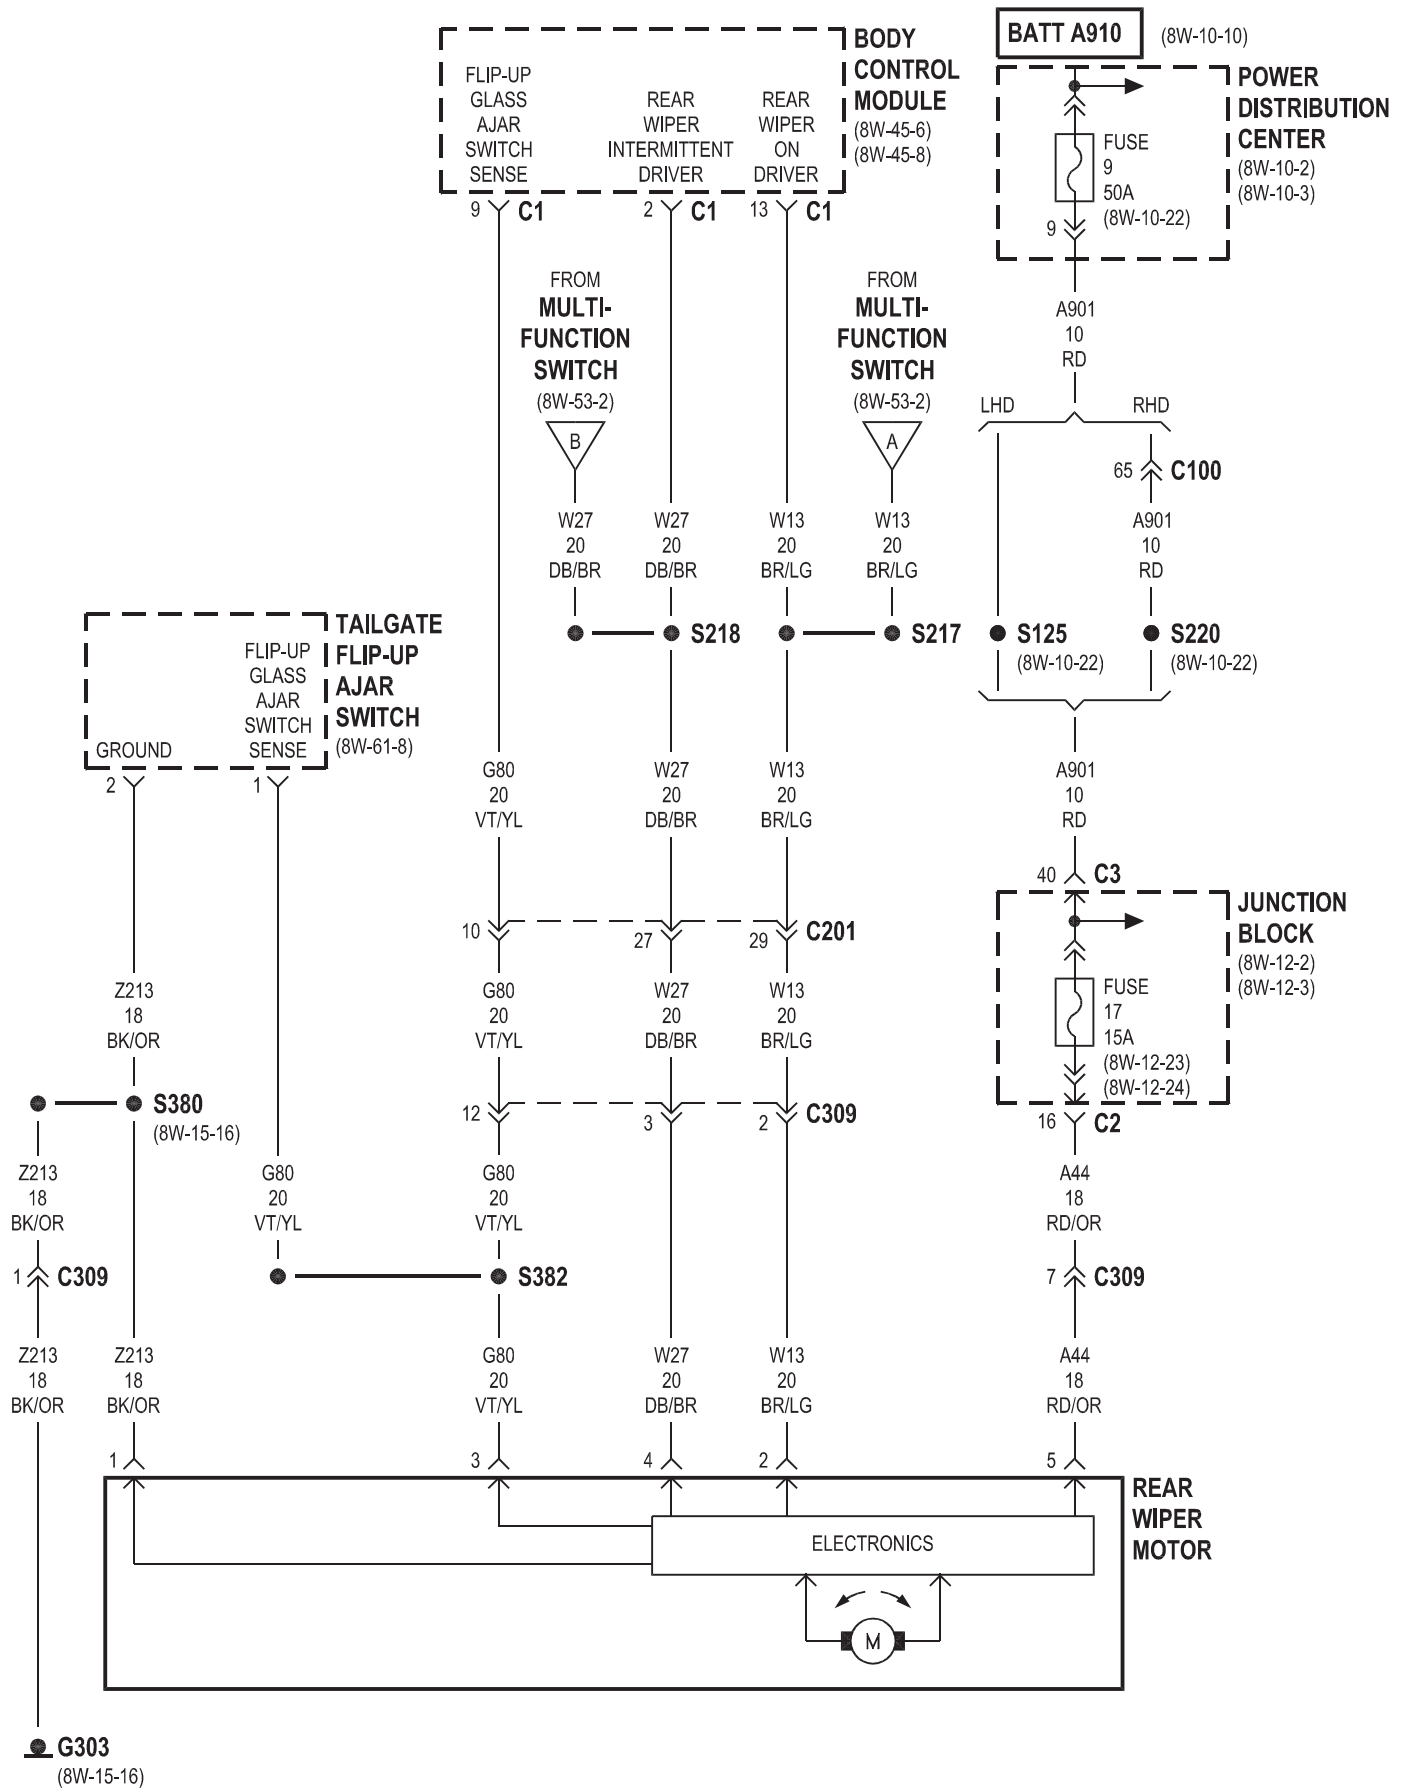 BATT A910
(8W-10-10)
BODY
CONTROL
MODULE
(8W-45-6)
(8W-45-8)
FLIP-UP
GLASS
AJAR
SWITCH
SENSE
REAR
WIPER
INTERMITTENT
DRIVER
REAR
WIPER
ON
DRIVER
9 C1
2 C1
13 C1
POWER
DISTRIBUTION
CENTER
(8W-10-2)
(8W-10-3)
FUSE
9
50A
(8W-10-22)
9
FROM
MULTI-
FUNCTION
SWITCH
(8W-53-2)
B
FROM
MULTI-
FUNCTION
SWITCH
(8W-53-2)
A
A901
10
RD
LHD
RHD
65 C100
W27
20
DB/BR
W27
20
DB/BR
W13
20
BR/LG
W13
20
BR/LG
A901
10
RD
S218
S217
S125
(8W-10-22)
S220
(8W-10-22)
TAILGATE
FLIP-UP
AJAR
SWITCH
(8W-61-8)
FLIP-UP
GLASS
AJAR
SWITCH
SENSE
GROUND
2
1
G80
20
VT/YL
W27
20
DB/BR
W13
20
BR/LG
A901
10
RD
40 C3
JUNCTION
BLOCK
(8W-12-2)
(8W-12-3)
FUSE
17
15A
(8W-12-23)
(8W-12-24)
16 C2
10
27
29
C201
Z213
18
BK/OR
G80
20
VT/YL
W27
20
DB/BR
W13
20
BR/LG
S380
(8W-15-16)
12
3
2
C309
Z213
18
BK/OR
G80
20
VT/YL
G80
20
VT/YL
A44
18
RD/OR
1 C309
S382
7 C309
Z213
18
BK/OR
Z213
18
BK/OR
G80
20
VT/YL
W27
20
DB/BR
W13
20
BR/LG
A44
18
RD/OR
1
3
4
2
5
REAR
WIPER
MOTOR
ELECTRONICS
M
G303
(8W-15-16)